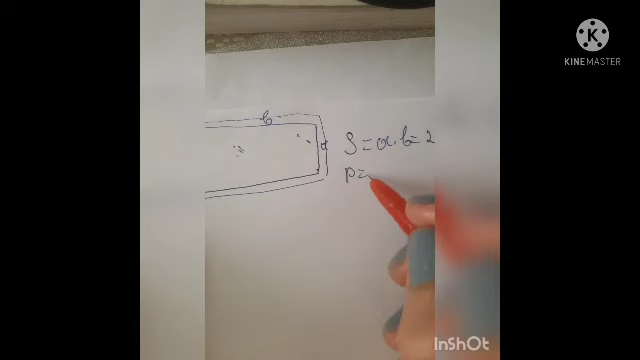 KINEMASTER
b
a
S = a·b = 2
P =
InShOt